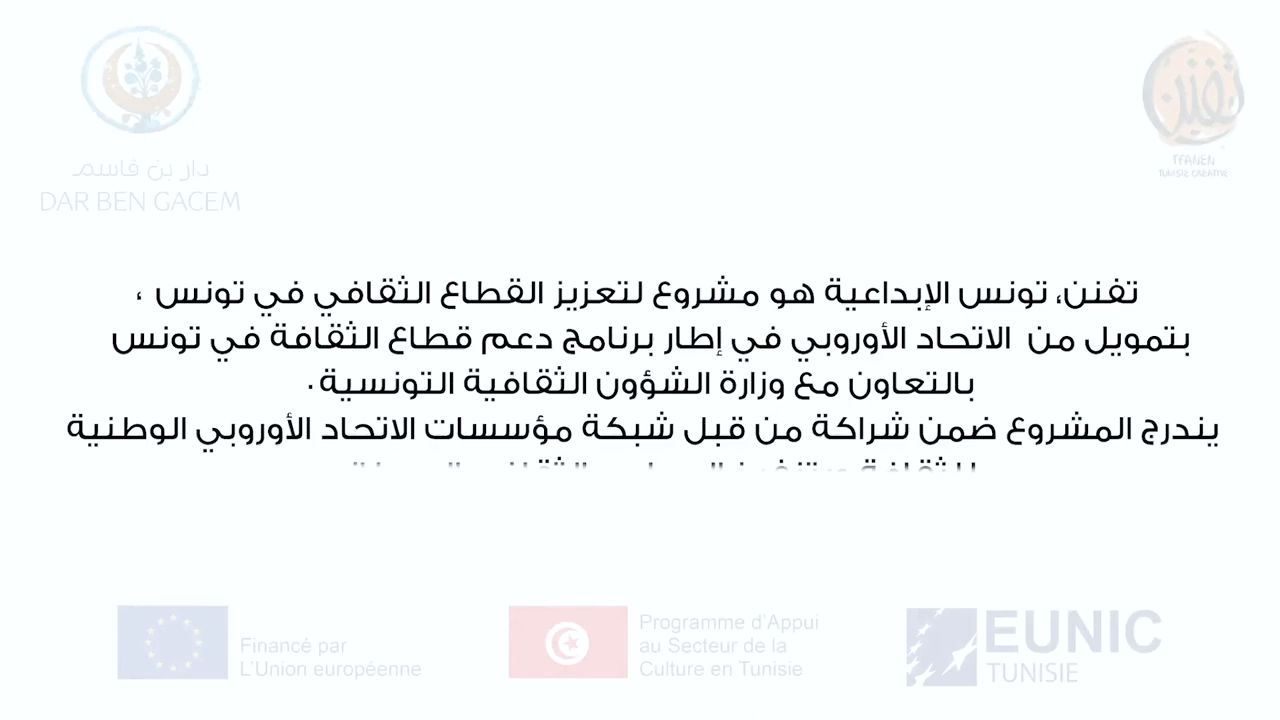 دار بن قاسم
DAR BEN GACEM
تفنن
TFANEN
TUNISIE CREATIVE
تفنن، تونس الإبداعية هو مشروع لتعزيز القطاع الثقافي في تونس ،
بتمويل من الاتحاد الأوروبي في إطار برنامج دعم قطاع الثقافة في تونس
بالتعاون مع وزارة الشؤون الثقافية التونسية.
يندرج المشروع ضمن شراكة من قبل شبكة مؤسسات الاتحاد الأوروبي الوطنية
Financé par
L'Union européenne
Programme d'Appui
au Secteur de la
Culture en Tunisie
EUNIC
TUNISIE